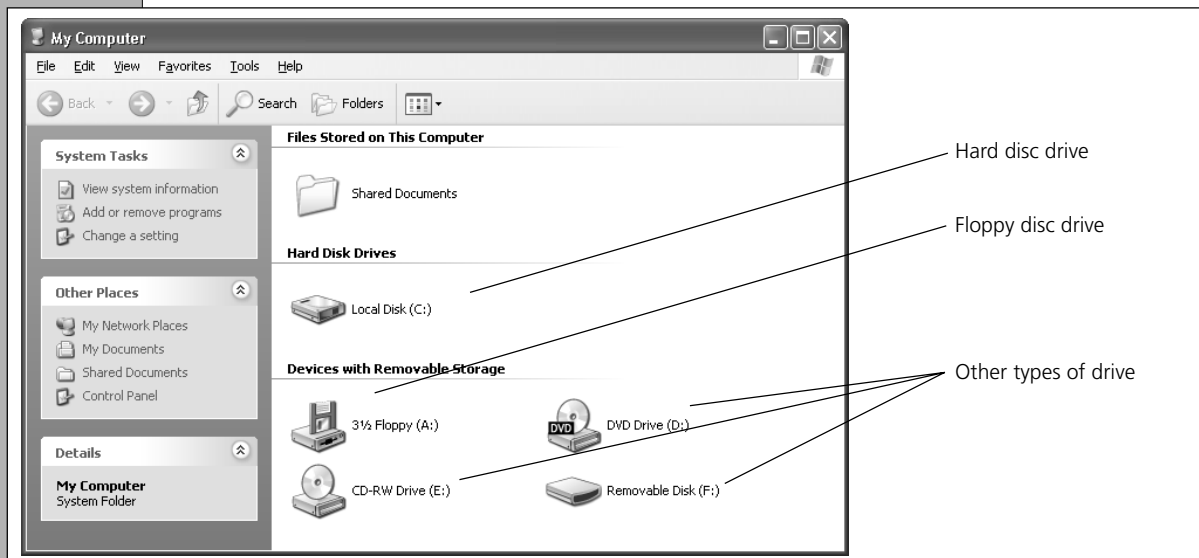 My Computer
File Edit View Favorites Tools Help
Back Search Folders
System Tasks
View system information
Add or remove programs
Change a setting
Other Places
My Network Places
My Documents
Shared Documents
Control Panel
Details
My Computer
System Folder
Files Stored on This Computer
Shared Documents
Hard Disk Drives
Local Disk (C:)
Devices with Removable Storage
3½ Floppy (A:)
DVD
DVD Drive (D:)
CD-RW Drive (E:)
Removable Disk (F:)
Hard disc drive
Floppy disc drive
Other types of drive